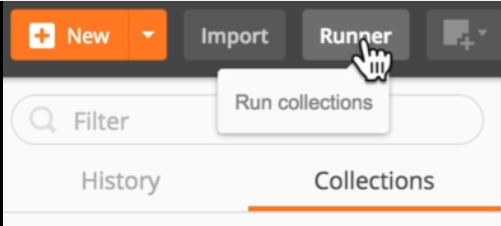 New Import Runner
Run collections
Filter
History Collections